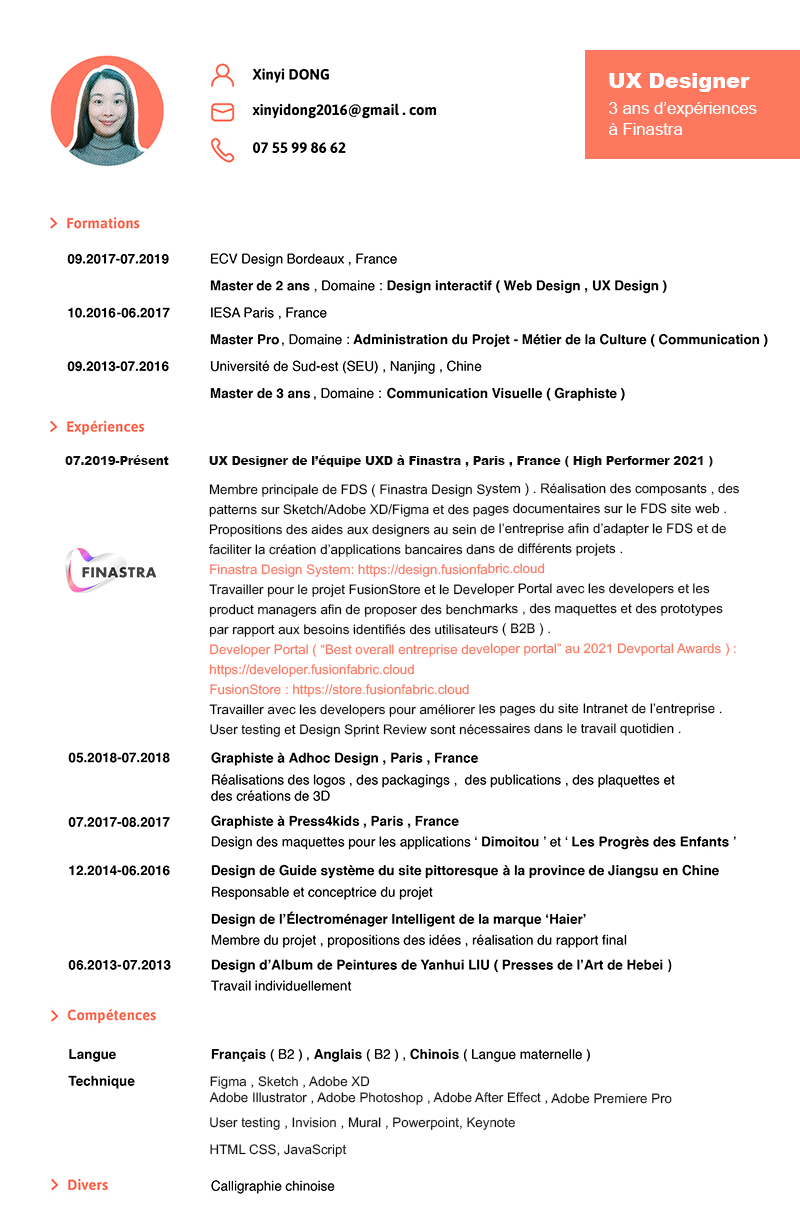 Xinyi DONG
xinyidong2016@gmail . com
07 55 99 86 62
UX Designer
3 ans d'expériences
à Finastra
Formations
09.2017-07.2019 ECV Design Bordeaux , France
Master de 2 ans , Domaine : Design interactif ( Web Design , UX Design )
10.2016-06.2017 IESA Paris , France
Master Pro , Domaine : Administration du Projet - Métier de la Culture ( Communication )
09.2013-07.2016 Université de Sud-est (SEU) , Nanjing , Chine
Master de 3 ans , Domaine : Communication Visuelle ( Graphiste )
Expériences
07.2019-Présent UX Designer de l'équipe UXD à Finastra , Paris , France ( High Performer 2021 )
Membre principale de FDS ( Finastra Design System ) . Réalisation des composants , des
patterns sur Sketch/Adobe XD/Figma et des pages documentaires sur le FDS site web .
Propositions des aides aux designers au sein de l'entreprise afin d'adapter le FDS et de
faciliter la création d'applications bancaires dans de différents projets .
FINASTRA
Finastra Design System: https://design.fusionfabric.cloud
Travailler pour le projet FusionStore et le Developer Portal avec les developers et les
product managers afin de proposer des benchmarks , des maquettes et des prototypes
par rapport aux besoins identifiés des utilisateurs ( B2B ) .
Developer Portal ( “Best overall entreprise developer portal” au 2021 Devportal Awards ) :
https://developer.fusionfabric.cloud
FusionStore : https://store.fusionfabric.cloud
Travailler avec les developers pour améliorer les pages du site Intranet de l'entreprise .
User testing et Design Sprint Review sont nécessaires dans le travail quotidien .
05.2018-07.2018 Graphiste à Adhoc Design , Paris , France
Réalisations des logos , des packagings , des publications , des plaquettes et
des créations de 3D
07.2017-08.2017 Graphiste à Press4kids , Paris , France
Design des maquettes pour les applications ‘ Dimoitou ’ et ‘ Les Progrès des Enfants ’
12.2014-06.2016 Design de Guide système du site pittoresque à la province de Jiangsu en Chine
Responsable et conceptrice du projet
Design de l'Électroménager Intelligent de la marque ‘Haier’
Membre du projet , propositions des idées , réalisation du rapport final
06.2013-07.2013 Design d'Album de Peintures de Yanhui LIU ( Presses de l'Art de Hebei )
Travail individuellement
Compétences
Langue Français ( B2 ) , Anglais ( B2 ) , Chinois ( Langue maternelle )
Technique Figma , Sketch , Adobe XD
Adobe Illustrator , Adobe Photoshop , Adobe After Effect , Adobe Premiere Pro
User testing , Invision , Mural , Powerpoint, Keynote
HTML CSS, JavaScript
Divers Calligraphie chinoise